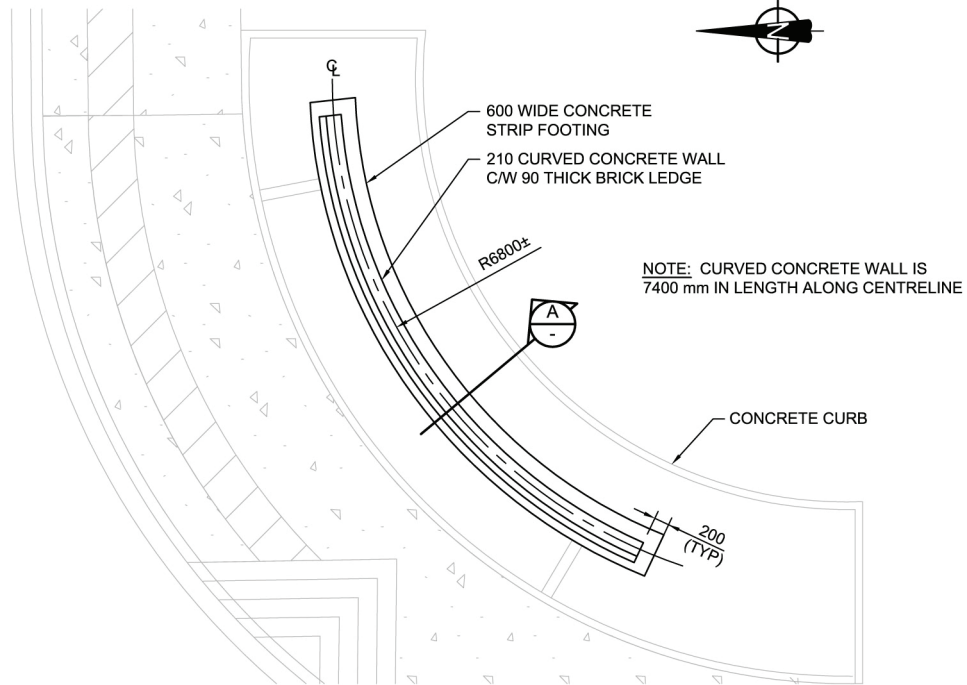 N
℄
600 WIDE CONCRETE
STRIP FOOTING
210 CURVED CONCRETE WALL
C/W 90 THICK BRICK LEDGE
R6800±
NOTE: CURVED CONCRETE WALL IS
7400 mm IN LENGTH ALONG CENTRELINE
A
-
CONCRETE CURB
200
(TYP)